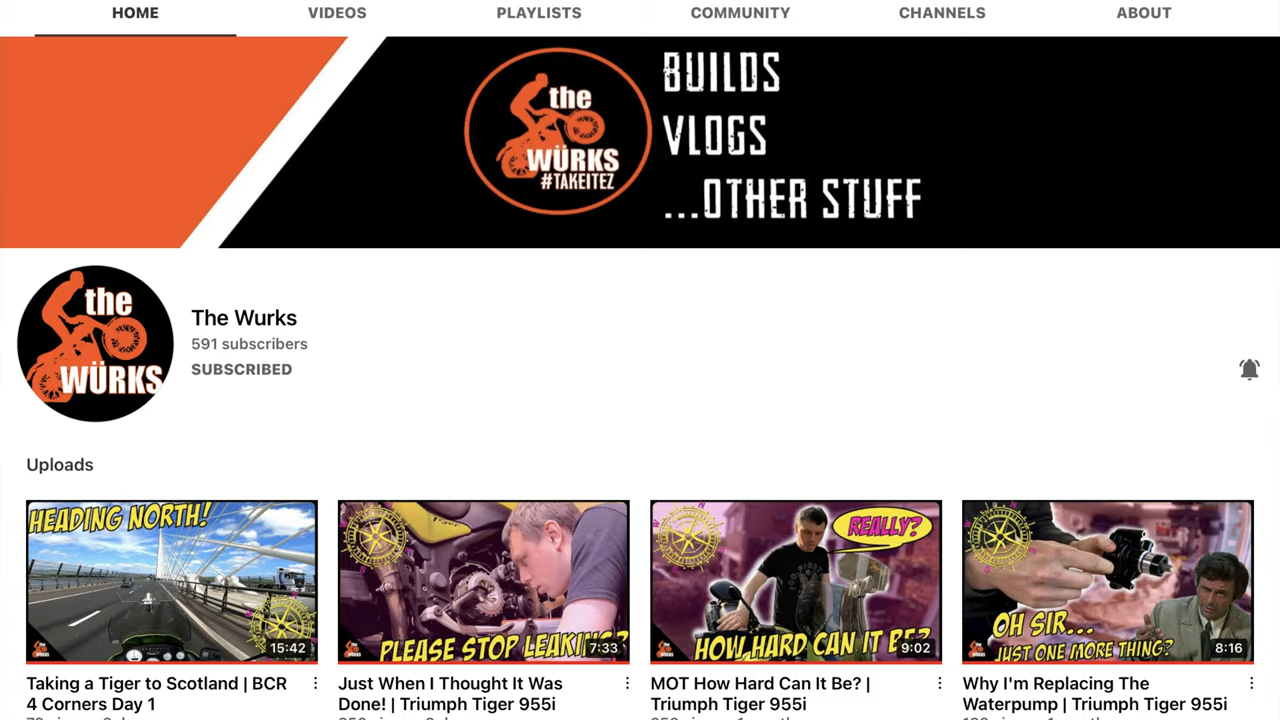 HOME
VIDEOS
PLAYLISTS
COMMUNITY
CHANNELS
ABOUT
the
WÜRKS
#TAKEITEZ
BUILDS
VLOGS
...OTHER STUFF
the
WÜRKS
The Wurks
591 subscribers
SUBSCRIBED
Uploads
HEADING NORTH!
15:42
Taking a Tiger to Scotland | BCR
4 Corners Day 1
PLEASE STOP LEAKING?
7:33
Just When I Thought It Was
Done! | Triumph Tiger 955i
REALLY?
HOW HARD CAN IT BE?
9:02
MOT How Hard Can It Be? |
Triumph Tiger 955i
OH SIR...
JUST ONE MORE THING?
8:16
Why I'm Replacing The
Waterpump | Triumph Tiger 955i